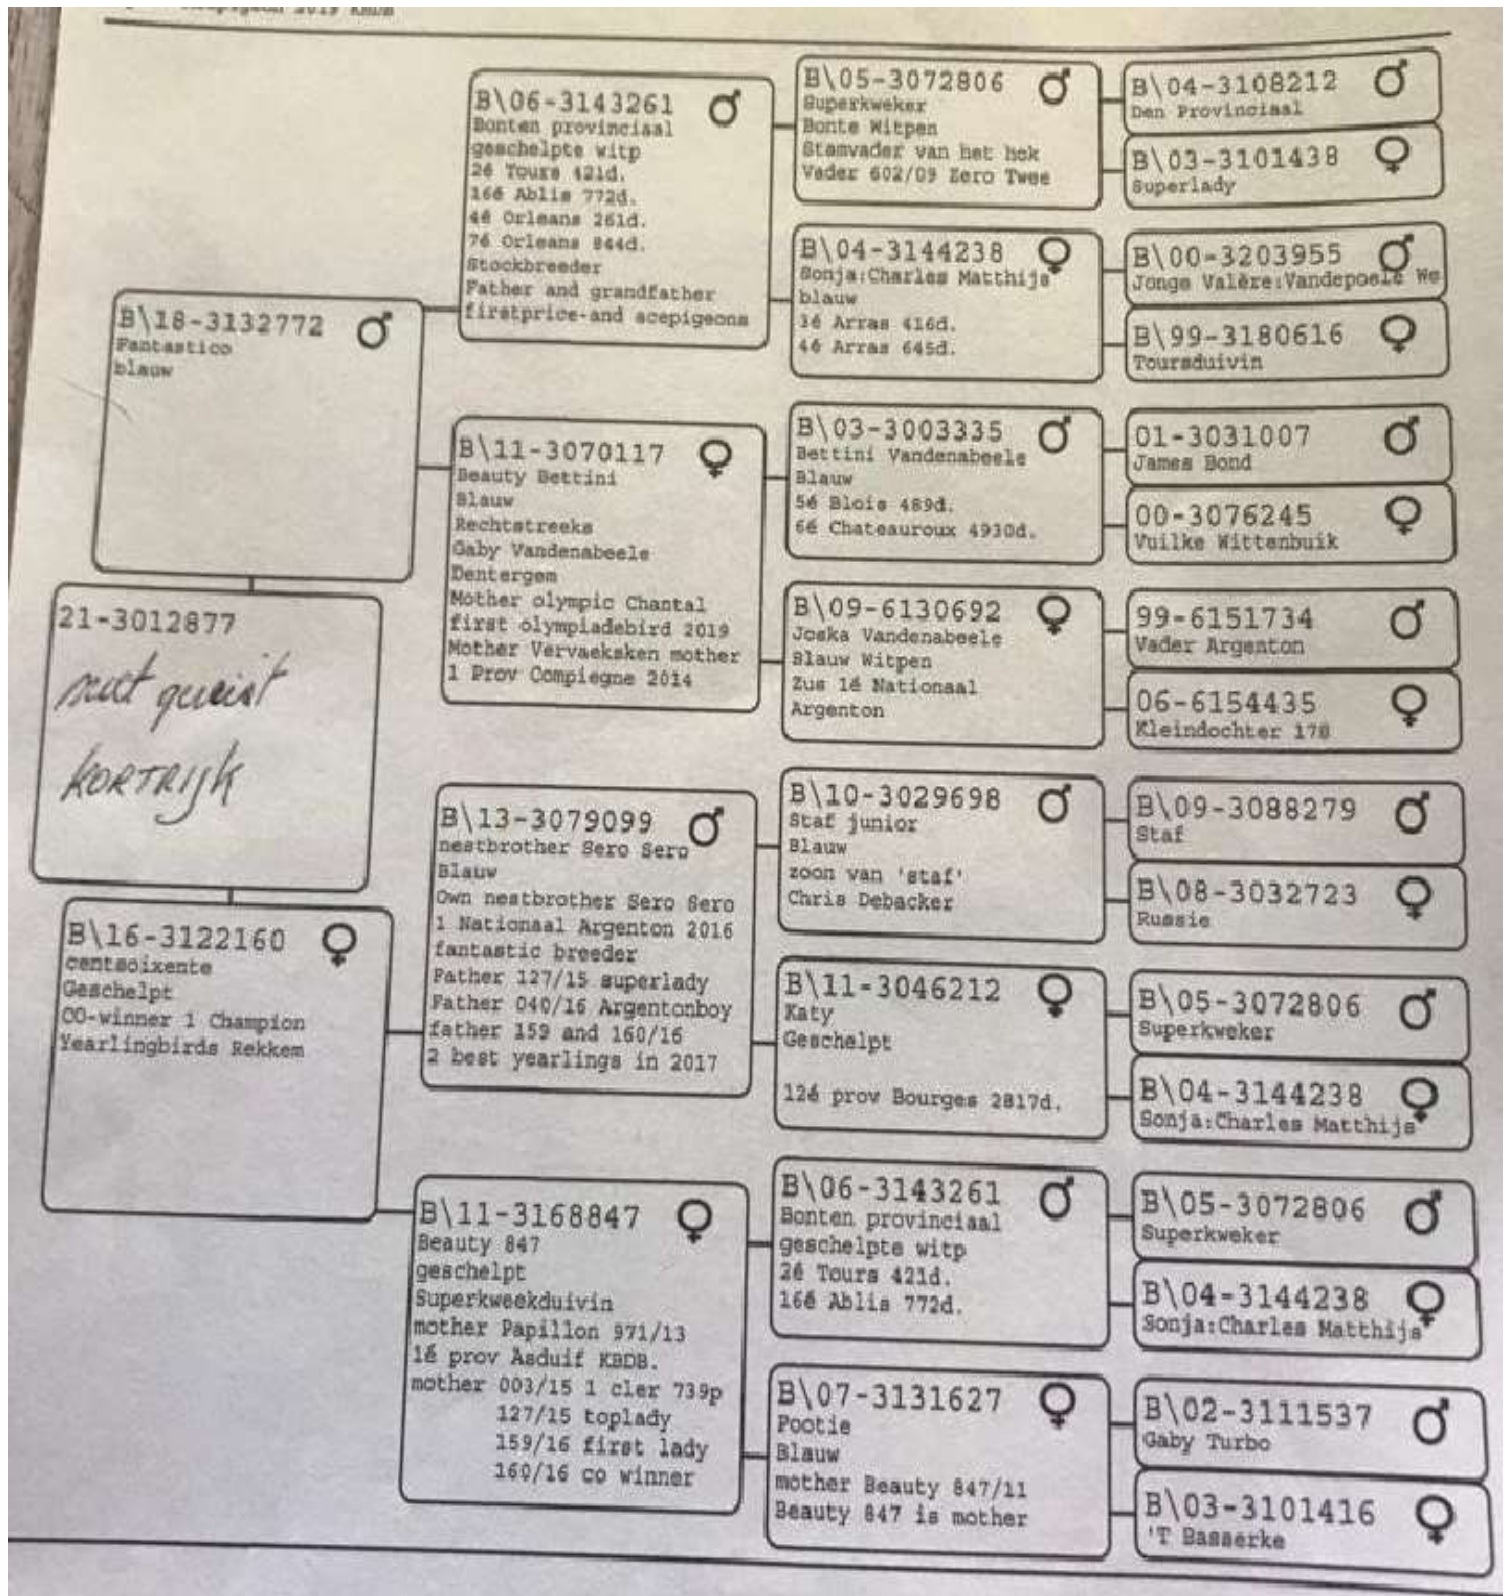 2019 KBDB
B\18-3132772
Fantastico
blauw
21-3012877
KORTRIJK
B\16-3122160
centsoixente
Geschelpt
CO-winner 1 Champion
Yearlingbirds Rekkem
B\06-3143261
Bonten provinciaal
geschelpte witp
2é Tours 421d.
16é Ablis 772d.
4é Orleans 261d.
7é Orleans 844d.
Stockbreeder
Father and grandfather
firstprice-and acepigeons
B\11-3070117
Beauty Bettini
Blauw
Rechtstreeks
Gaby Vandenabeele
Dentergem
Mother olympic Chantal
first olympiadebird 2019
Mother Vervaeksken mother
1 Prov Compiegne 2014
B\13-3079099
nestbrother Sero Sero
Blauw
Own nestbrother Sero Sero
1 Nationaal Argenton 2016
fantastic breeder
Father 127/15 superlady
Father 040/16 Argentonboy
father 159 and 160/16
2 best yearlings in 2017
B\11-3168847
Beauty 847
geschelpt
Superkweekduivin
mother Papillon 971/13
1é prov Asduif KBDB.
mother 003/15 1 cler 739p
127/15 toplady
159/16 first lady
160/16 co winner
B\05-3072806
Superkweker
Bonte Witpen
Stamvader van het hok
Vader 602/09 Zero Twee
B\04-3144238
Sonja:Charles Matthijs
blauw
3é Arras 416d.
4é Arras 645d.
B\03-3003335
Bettini Vandenabeele
Blauw
5é Blois 489d.
6é Chateauroux 4930d.
B\09-6130692
Joska Vandenabeele
Blauw Witpen
Zus 1é Nationaal
Argenton
B\10-3029698
Staf junior
Blauw
zoon van 'staf'
Chris Debacker
B\11-3046212
Katy
Geschelpt
12é prov Bourges 2817d.
B\06-3143261
Bonten provinciaal
geschelpte witp
2é Tours 421d.
16é Ablis 772d.
B\07-3131627
Pootie
Blauw
mother Beauty 847/11
Beauty 847 is mother
B\04-3108212
Den Provinciaal
B\03-3101438
Superlady
B\00-3203955
Jonge Valère:Vandepoele We
B\99-3180616
Toursduivin
01-3031007
James Bond
00-3076245
Vuilke Wittenbuik
99-6151734
Vader Argenton
06-6154435
Kleindochter 178
B\09-3088279
Staf
B\08-3032723
Russie
B\05-3072806
Superkweker
B\04-3144238
Sonja:Charles Matthijs
B\05-3072806
Superkweker
B\04-3144238
Sonja:Charles Matthijs
B\02-3111537
Gaby Turbo
B\03-3101416
'T Basserke